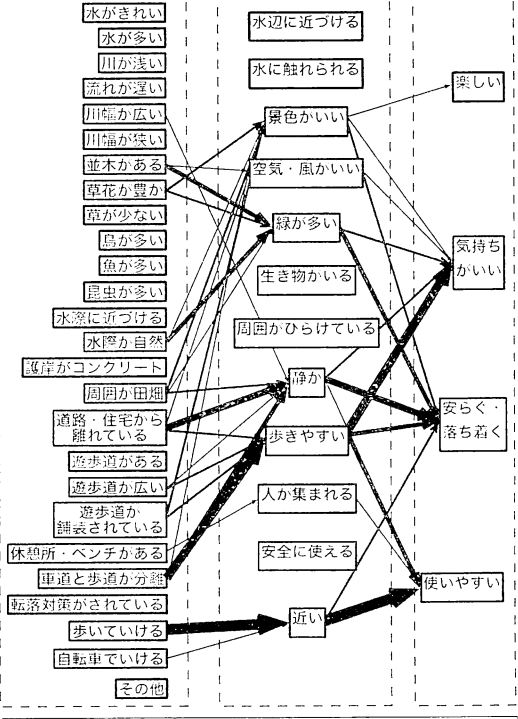 水がきれい
水が多い
川が浅い
流れが遅い
川幅が広い
川幅が狭い
並木がある
草花が豊か
草が少ない
鳥が多い
魚が多い
昆虫が多い
水際に近づける
水際が自然
護岸がコンクリート
周囲が田畑
道路・住宅から
離れている
遊歩道がある
遊歩道が広い
遊歩道が
舗装されている
休憩所・ベンチがある
車道と歩道が分離
転落対策がされている
歩いていける
自転車でいける
その他
水辺に近づける
水に触れられる
景色がいい
空気・風がいい
緑が多い
生き物がいる
周囲がひらけている
静か
歩きやすい
人が集まれる
安全に使える
近い
楽しい
気持ち
がいい
安らぐ・
落ち着く
使いやすい